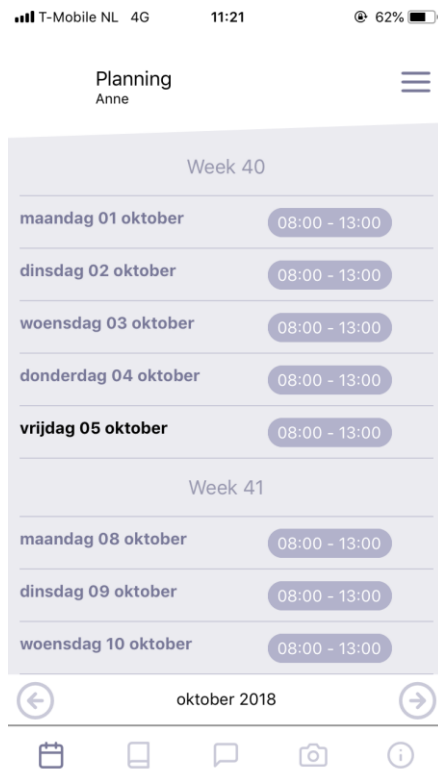 T-Mobile NL 4G 11:21 62%
Planning
Anne
Week 40
maandag 01 oktober 08:00 - 13:00
dinsdag 02 oktober 08:00 - 13:00
woensdag 03 oktober 08:00 - 13:00
donderdag 04 oktober 08:00 - 13:00
vrijdag 05 oktober 08:00 - 13:00
Week 41
maandag 08 oktober 08:00 - 13:00
dinsdag 09 oktober 08:00 - 13:00
woensdag 10 oktober 08:00 - 13:00
oktober 2018